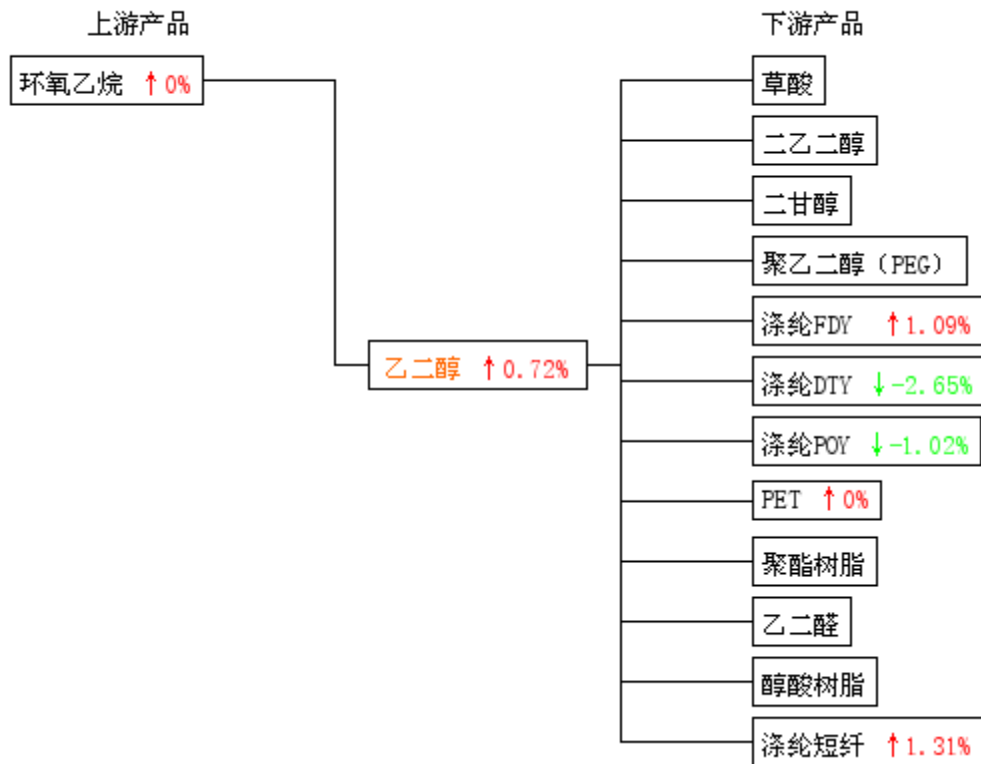 上游产品
下游产品
环氧乙烷 ↑0%
乙二醇 ↑0.72%
草酸
二乙二醇
二甘醇
聚乙二醇（PEG）
涤纶FDY ↑1.09%
涤纶DTY ↓-2.65%
涤纶POY ↓-1.02%
PET ↑0%
聚酯树脂
乙二醛
醇酸树脂
涤纶短纤 ↑1.31%